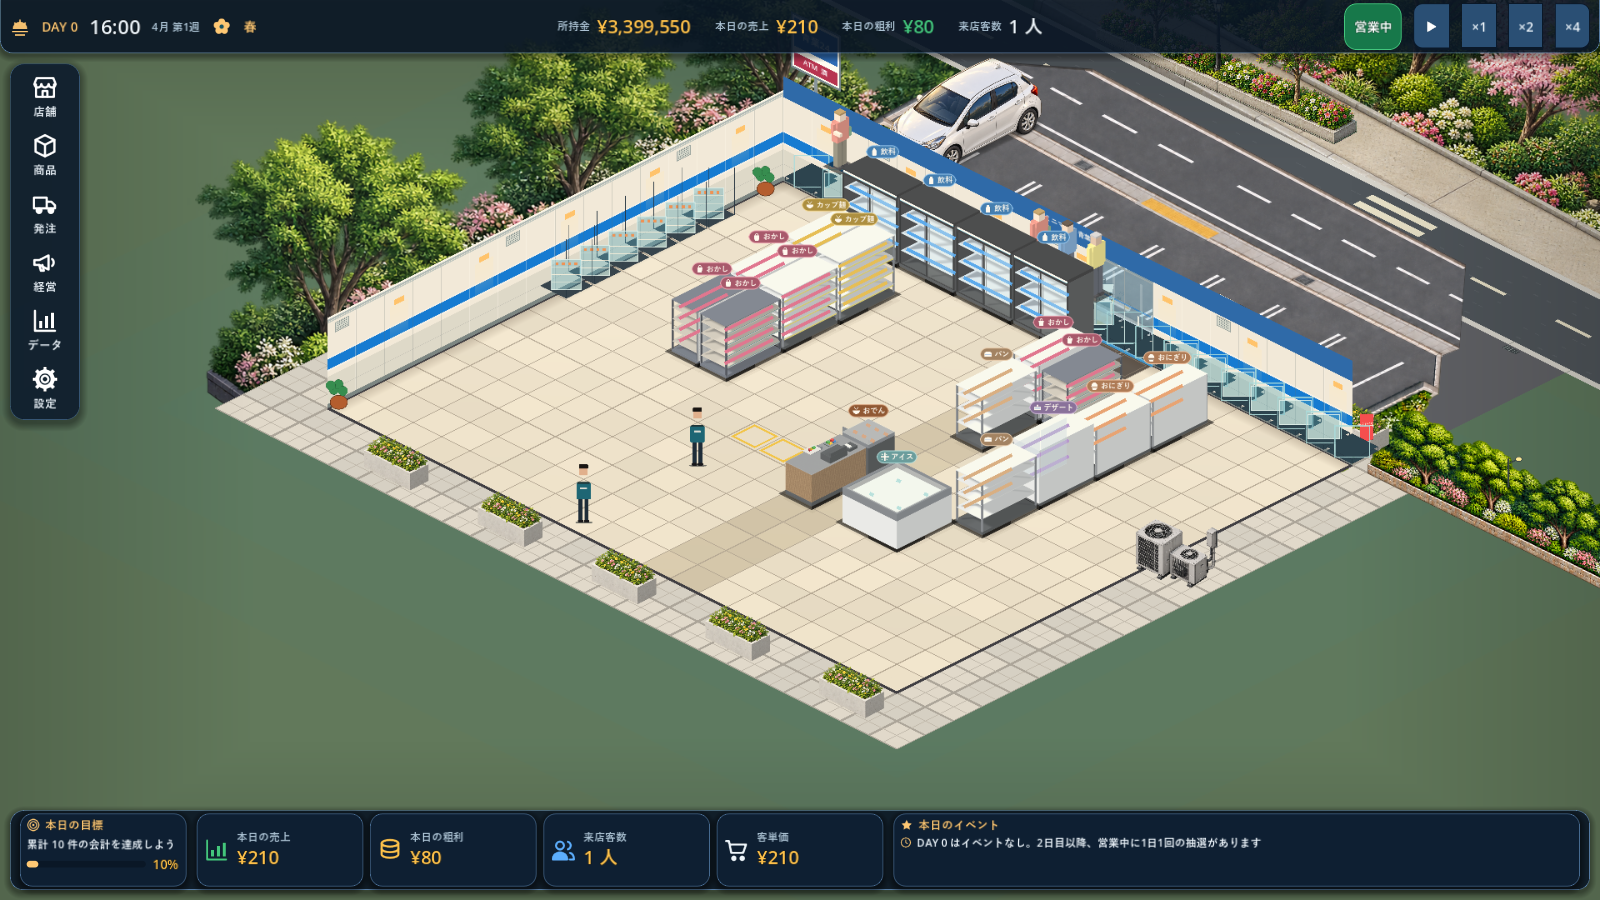 DAY 0 16:00 4月 第1週 春
所持金 ¥3,399,550 本日の売上 ¥210 本日の粗利 ¥80 来店客数 1 人
営業中 ×1 ×2 ×4
店舗
商品
発注
経営
データ
設定
ATM 酒
飲料
飲料
飲料
飲料
カップ麺
カップ麺
おかし
おかし
おかし
おかし
おかし
おかし
パン
おにぎり
おにぎり
デザート
おでん
パン
アイス
本日の目標
累計 10 件の会計を達成しよう
10%
本日の売上
¥210
本日の粗利
¥80
来店客数
1 人
客単価
¥210
本日のイベント
DAY 0 はイベントなし。2日目以降、営業中に1日1回の抽選があります